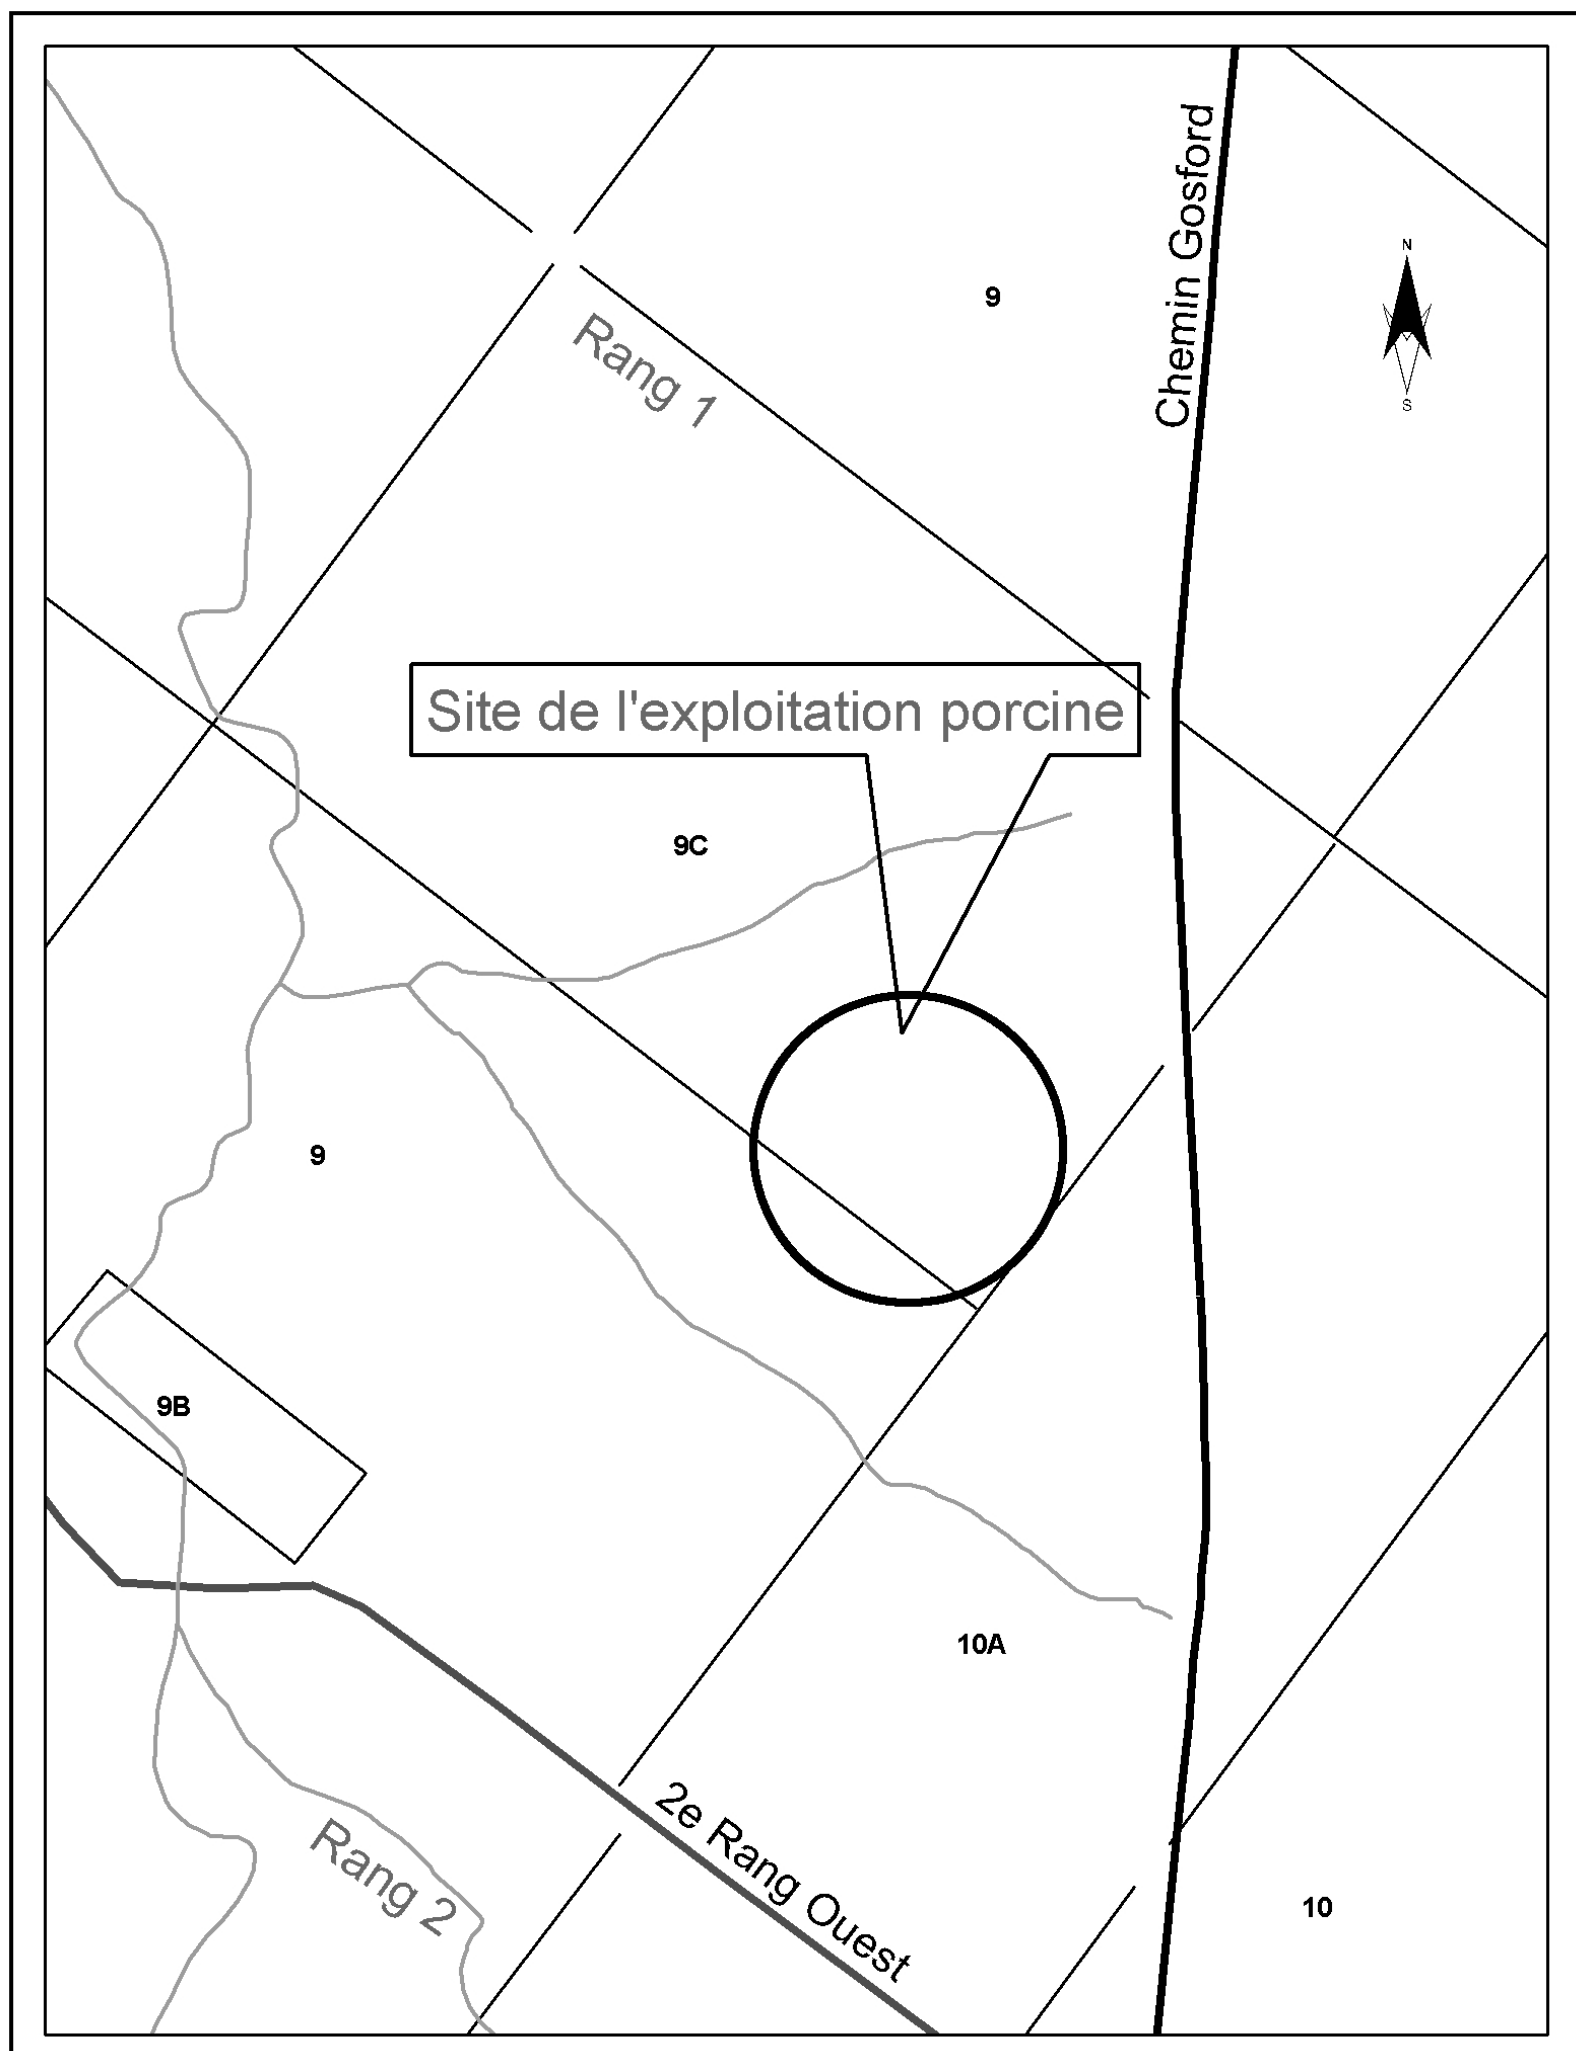 Chemin Gosford
N
S
9
Rang 1
Site de l'exploitation porcine
9C
9
9B
10A
2e Rang Ouest
Rang 2
10